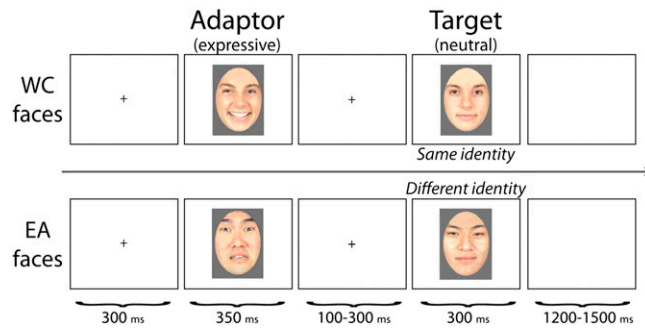 Adaptor
(expressive)
Target
(neutral)
WC
faces
+
+
Same identity
Different identity
EA
faces
+
+
300 ms
350 ms
100-300 ms
300 ms
1200-1500 ms